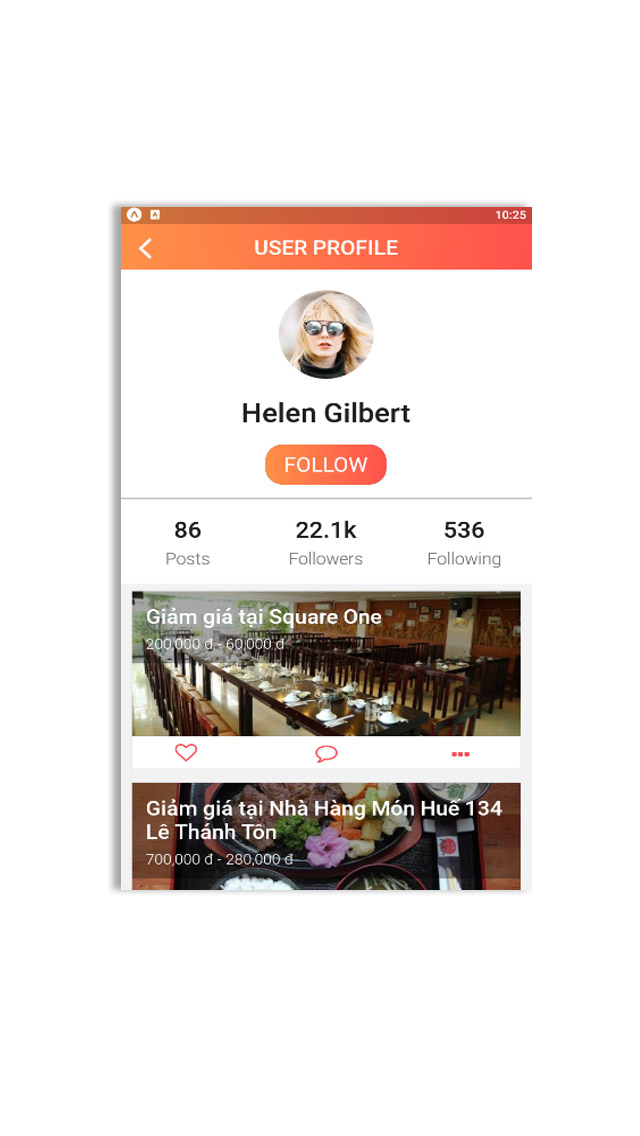 10:25
USER PROFILE
Helen Gilbert
FOLLOW
86
22.1k
536
Posts
Followers
Following
Giảm giá tại Square One
200,000 đ - 60,000 đ
Giảm giá tại Nhà Hàng Món Huế 134
Lê Thánh Tôn
700,000 đ - 280,000 đ